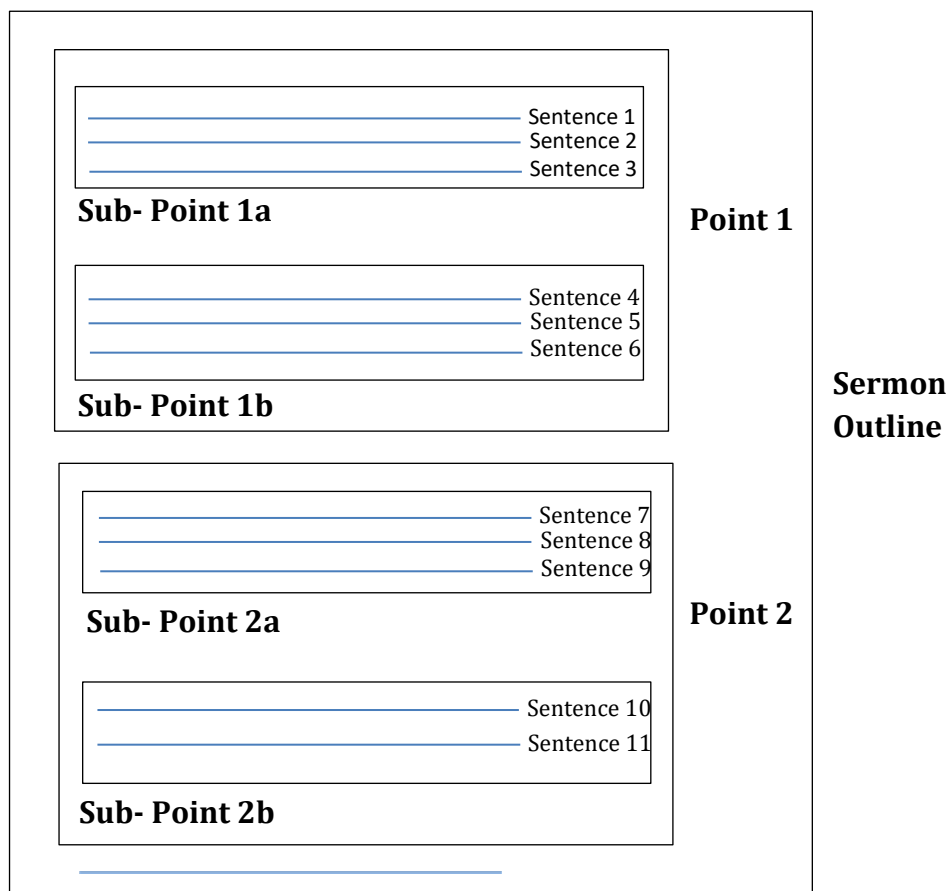 Sentence 1
Sentence 2
Sentence 3
Sub- Point 1a
Point 1
Sentence 4
Sentence 5
Sentence 6
Sub- Point 1b
Sermon
Outline
Sentence 7
Sentence 8
Sentence 9
Sub- Point 2a
Point 2
Sentence 10
Sentence 11
Sub- Point 2b